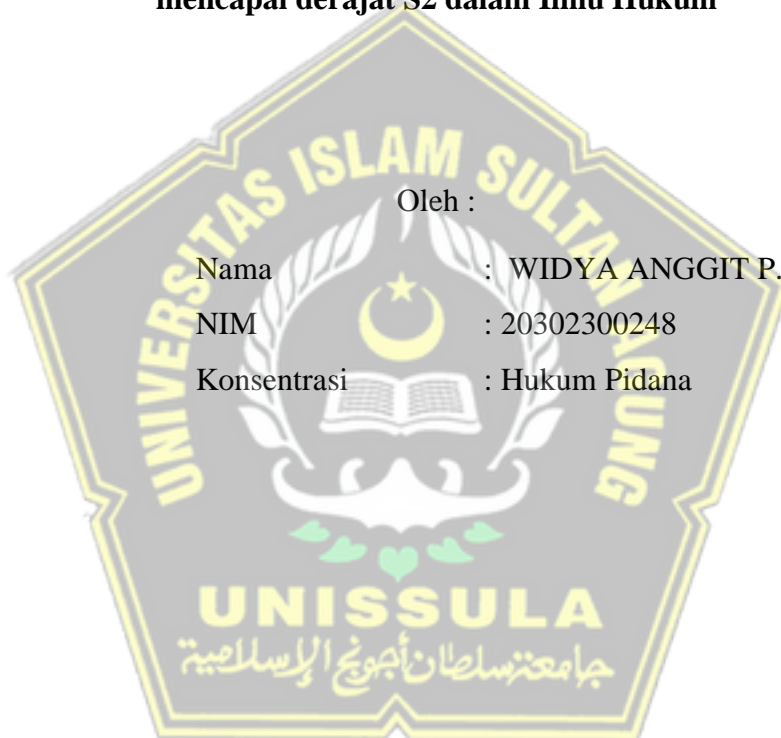 mencapai derajat S2 dalam Ilmu Hukum
UNIVERSITAS ISLAM SULTAN AGUNG
Oleh :
Nama : WIDYA ANGGIT P.
NIM : 20302300248
Konsentrasi : Hukum Pidana
UNISSULA
جامعة سلطان أجونج الإسلامية